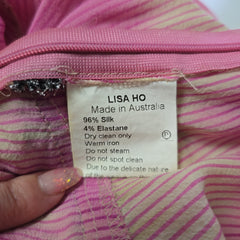 LISA HO
Made in Australia
96% Silk
4% Elastane
Dry clean only
Warm iron
Do not steam
Do not spot clean
Due to the delicate nature